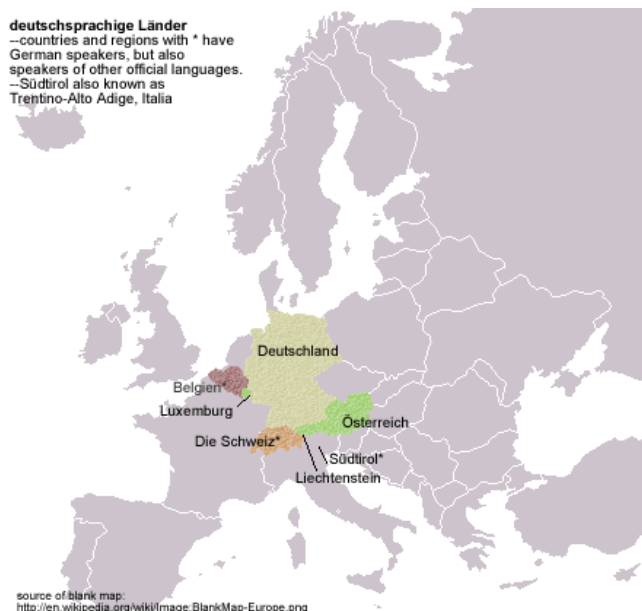 deutschsprachige Länder
--countries and regions with * have
German speakers, but also
speakers of other official languages.
--Südtirol also known as
Trentino-Alto Adige, Italia
Deutschland
Belgien*
Luxemburg
Österreich
Die Schweiz*
Südtirol*
Liechtenstein
source of blank map:
http://en.wikipedia.org/wiki/Image:BlankMap-Europe.png